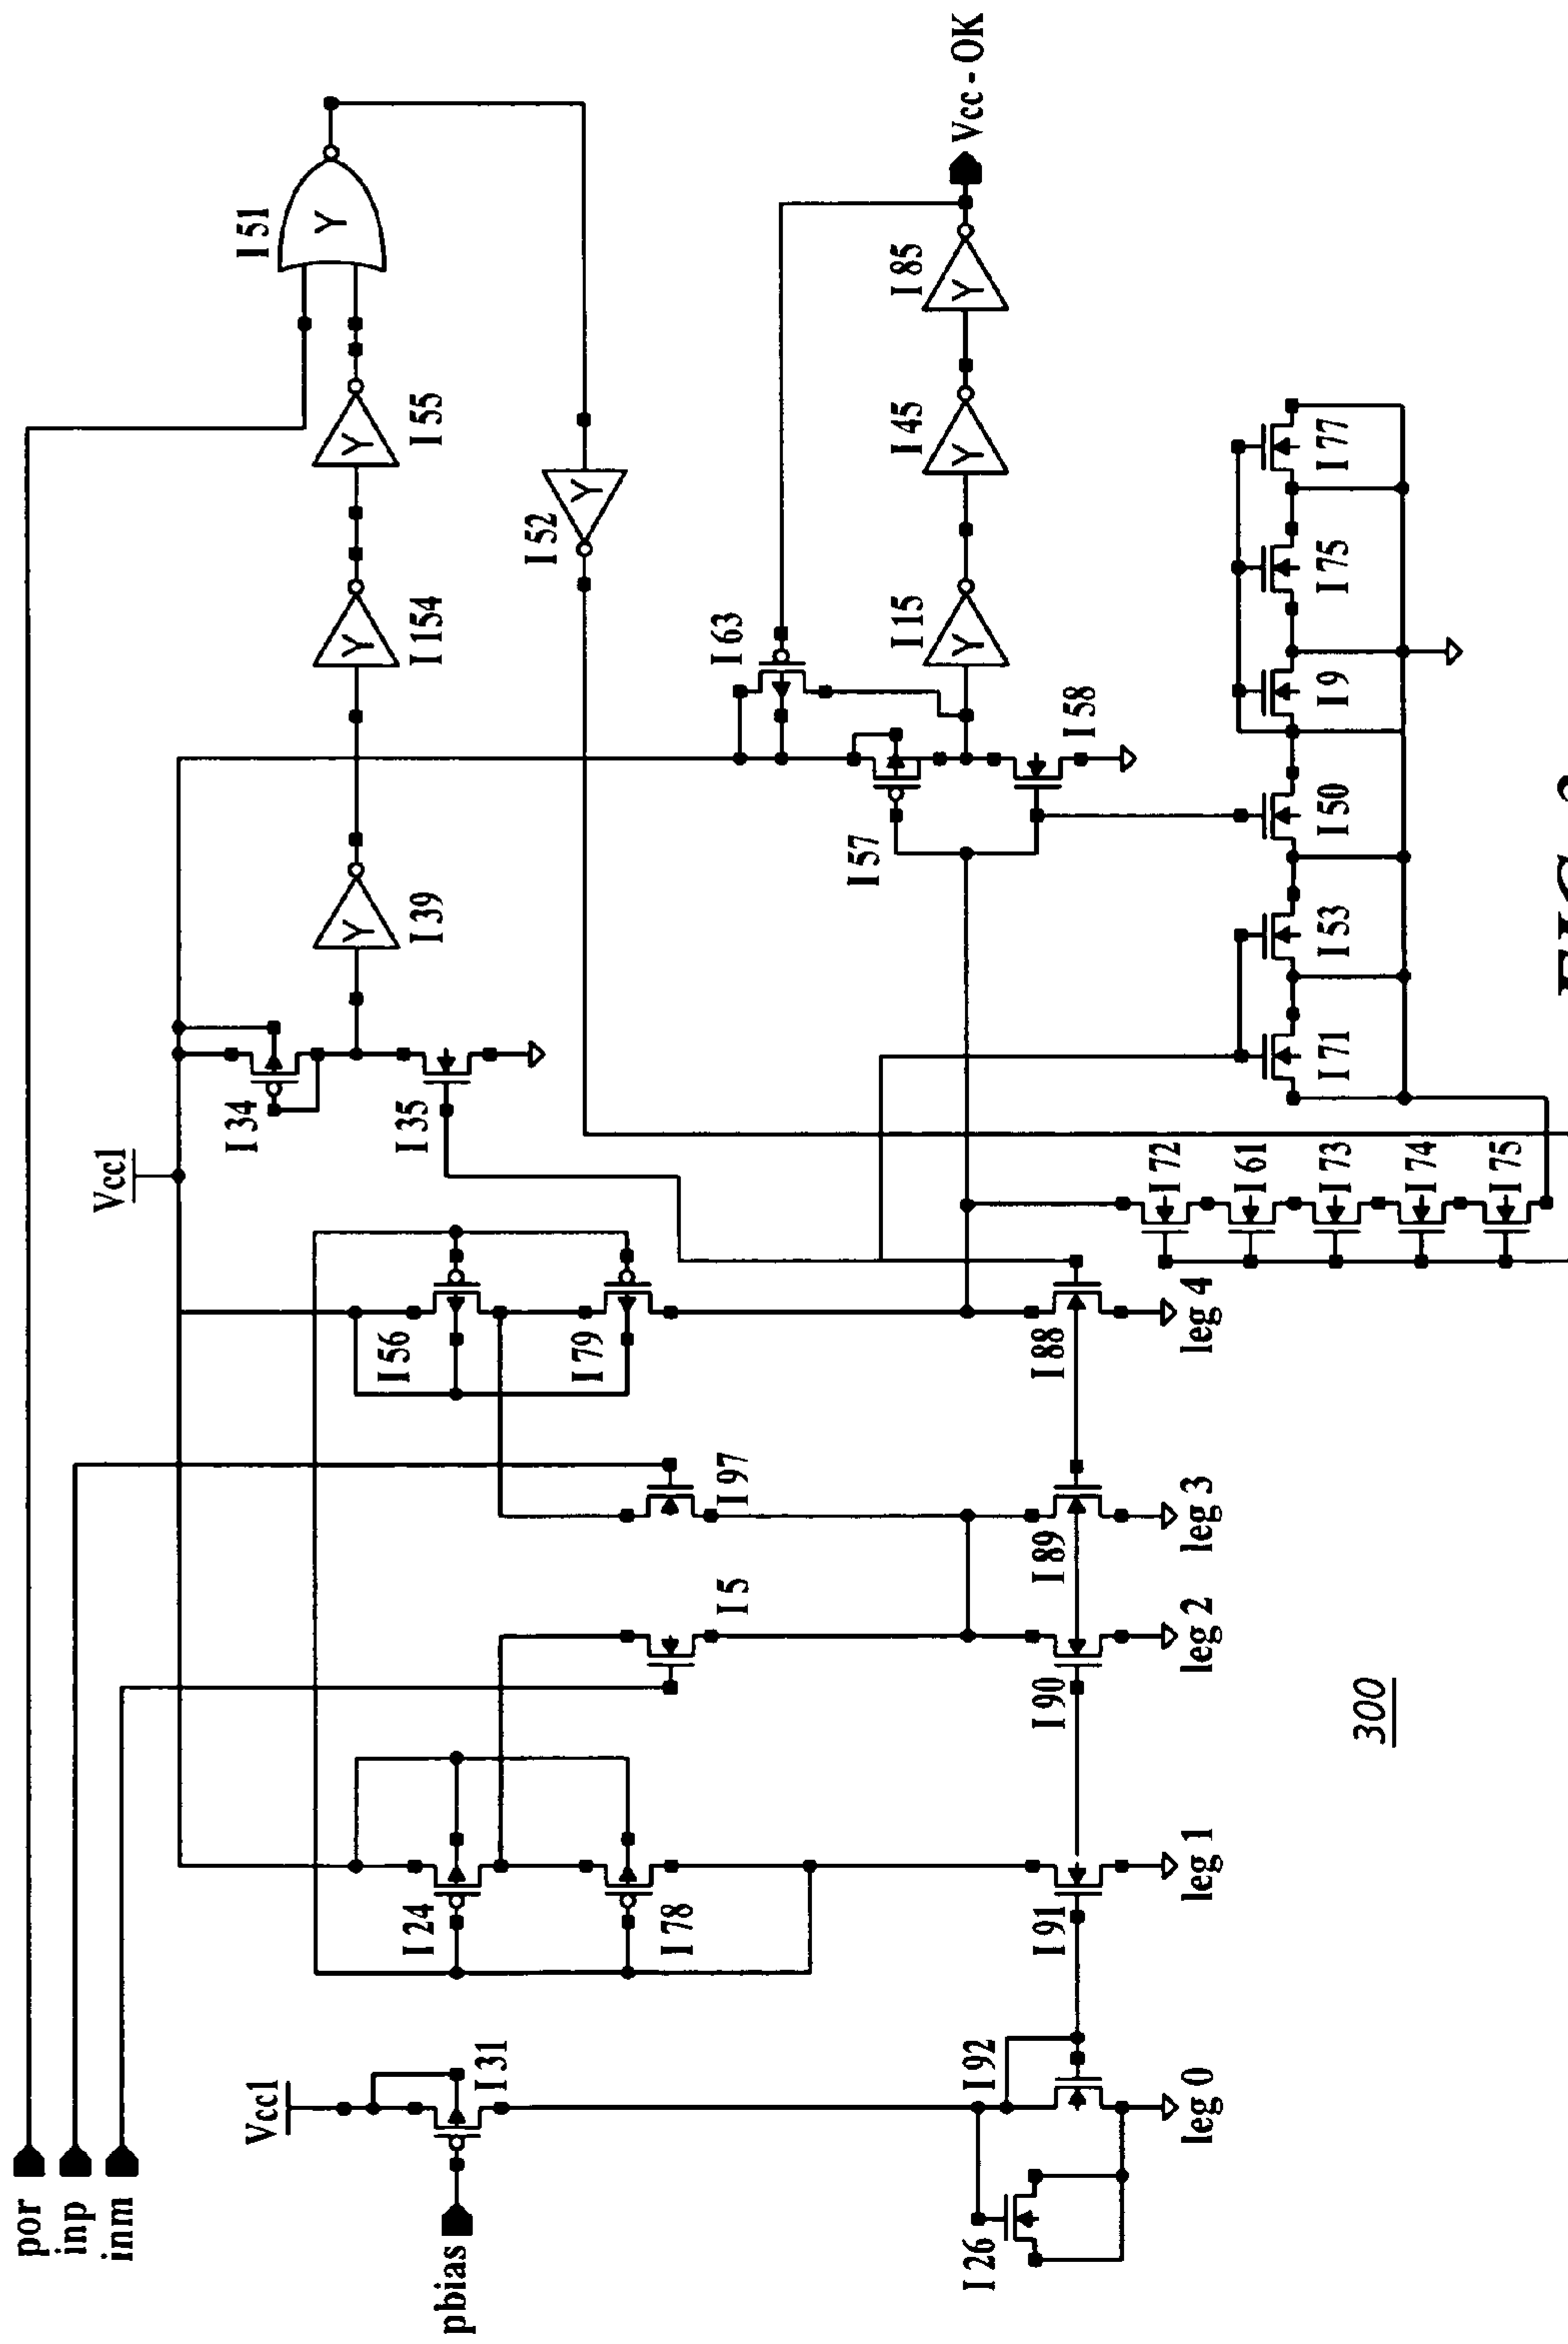 por
inp
inm
pbias
Vcc1
I 31
I 26
I 92
leg 0
I 24
I 78
I 91
leg 1
I 5
I 90
leg 2
I 97
I 89
leg 3
I 56
I 79
I 88
leg 4
Vcc1
I 34
I 35
Y
I 39
Y
I 154
Y
I 55
Y
I 51
Y
I 52
I 63
I 57
I 58
Y
I 15
Y
I 45
Y
I 85
Vcc - OK
I 72
I 61
I 73
I 74
I 75
I 71
I 53
I 50
I 9
I 75
I 77
300